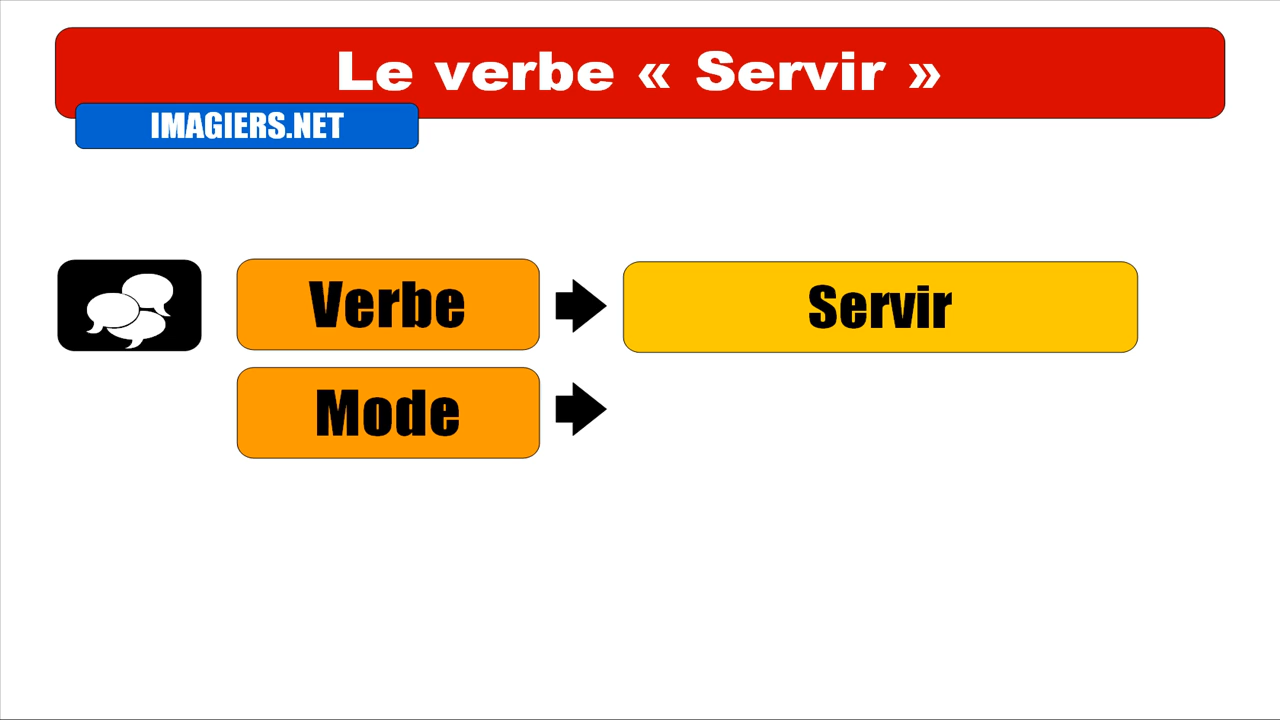 Le verbe « Servir »
IMAGIERS.NET
Verbe
Servir
Mode